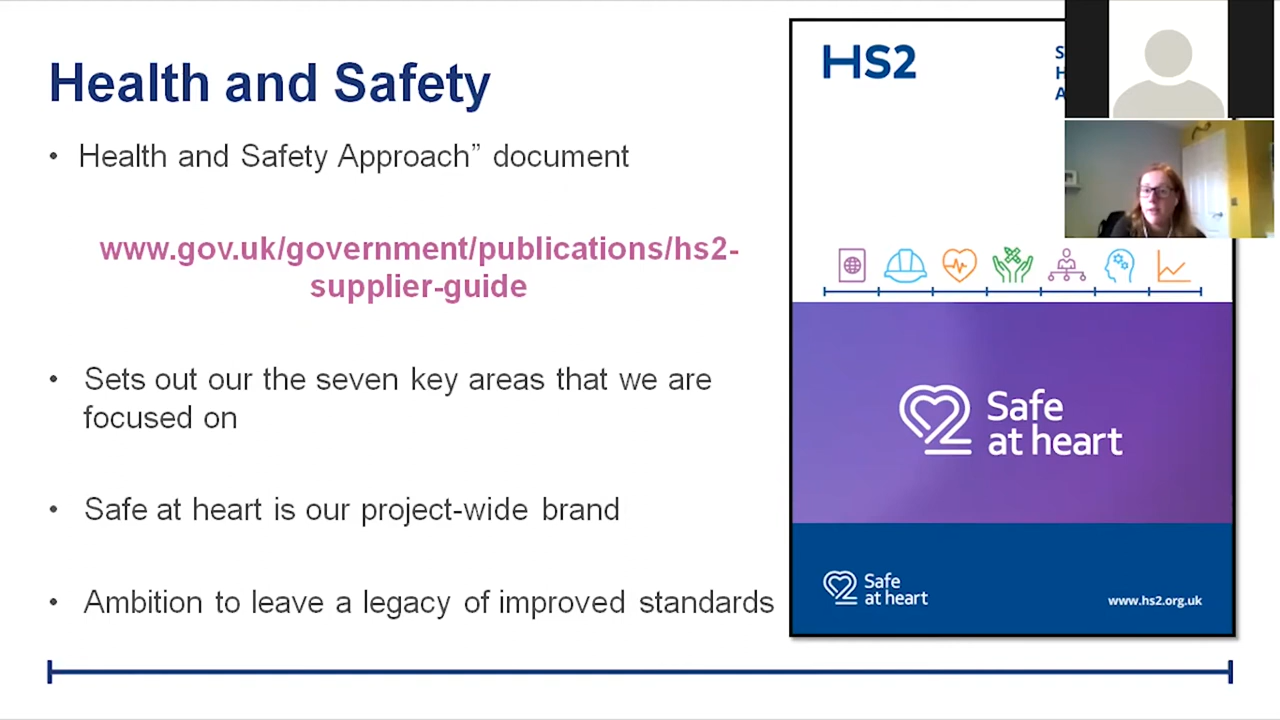 Health and Safety
• Health and Safety Approach” document
www.gov.uk/government/publications/hs2-
supplier-guide
• Sets out our the seven key areas that we are
focused on
• Safe at heart is our project-wide brand
• Ambition to leave a legacy of improved standards
HS2
S
H
A
Safe
at heart
Safe
at heart
www.hs2.org.uk